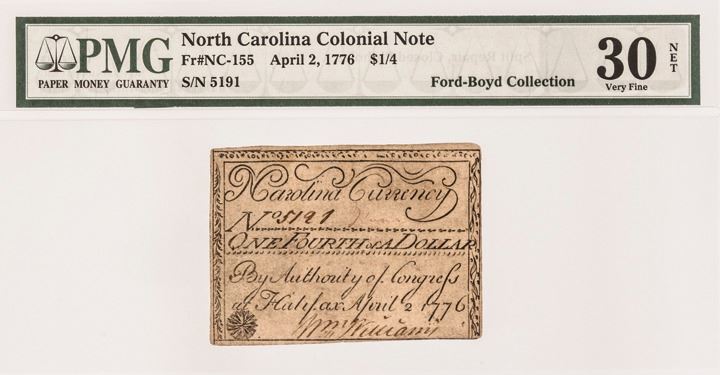 PMG
PAPER MONEY GUARANTY
North Carolina Colonial Note
Fr#NC-155 April 2, 1776 $1/4
S/N 5191
Ford-Boyd Collection
30
NET
Very Fine
N Carolina Currency
No 5191
ONE FOURTH of A DOLLAR
By Authority of Congress
at Halifax April 2 1776
Wm Williams